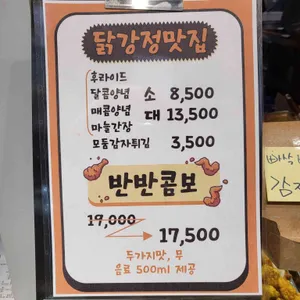 닭강정맛집
후라이드
달콤양념 소 8,500
매콤양념 대 13,500
마늘간장
모듬감자튀김 3,500
반반콤보
17,000
17,500
두가지맛, 무
음료 500ml 제공